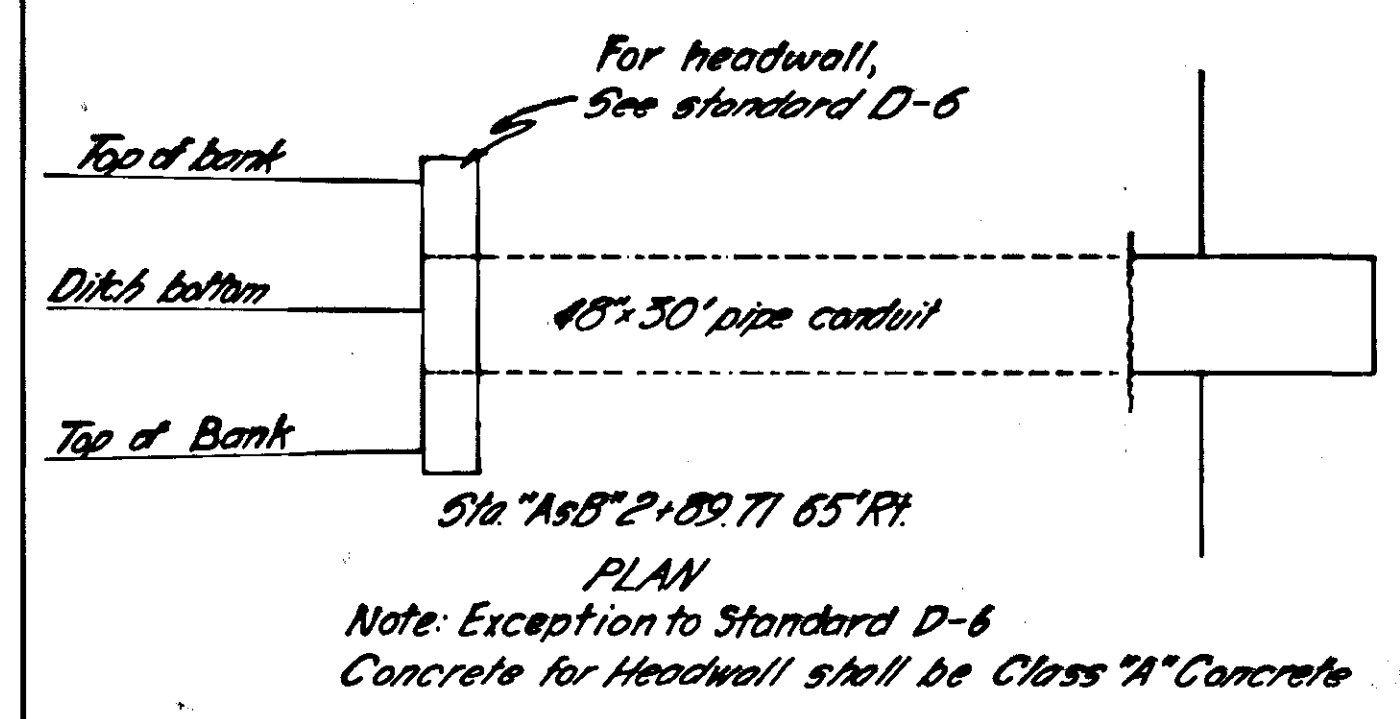 For headwall,
See standard D-6
Top of bank
Ditch bottom
48"x30' pipe conduit
Top of Bank
Sta. "AsB" 2+89.71 65' Rt.
PLAN
Note: Exception to Standard D-6
Concrete for Headwall shall be Class "A" Concrete